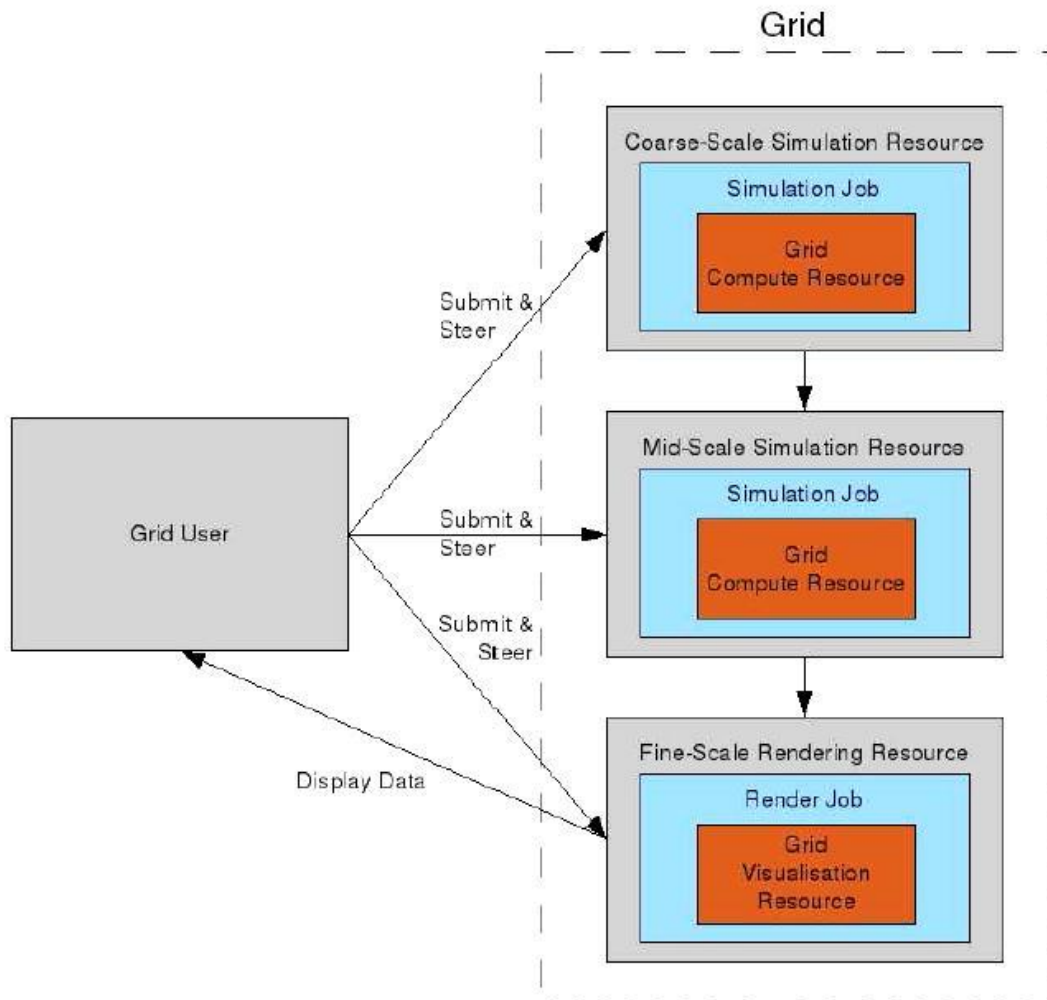 Grid
Coarse-Scale Simulation Resource
Simulation Job
Grid
Compute Resource
Submit &
Steer
Mid-Scale Simulation Resource
Simulation Job
Grid
Compute Resource
Grid User
Submit &
Steer
Submit &
Steer
Fine-Scale Rendering Resource
Render Job
Grid
Visualisation
Resource
Display Data